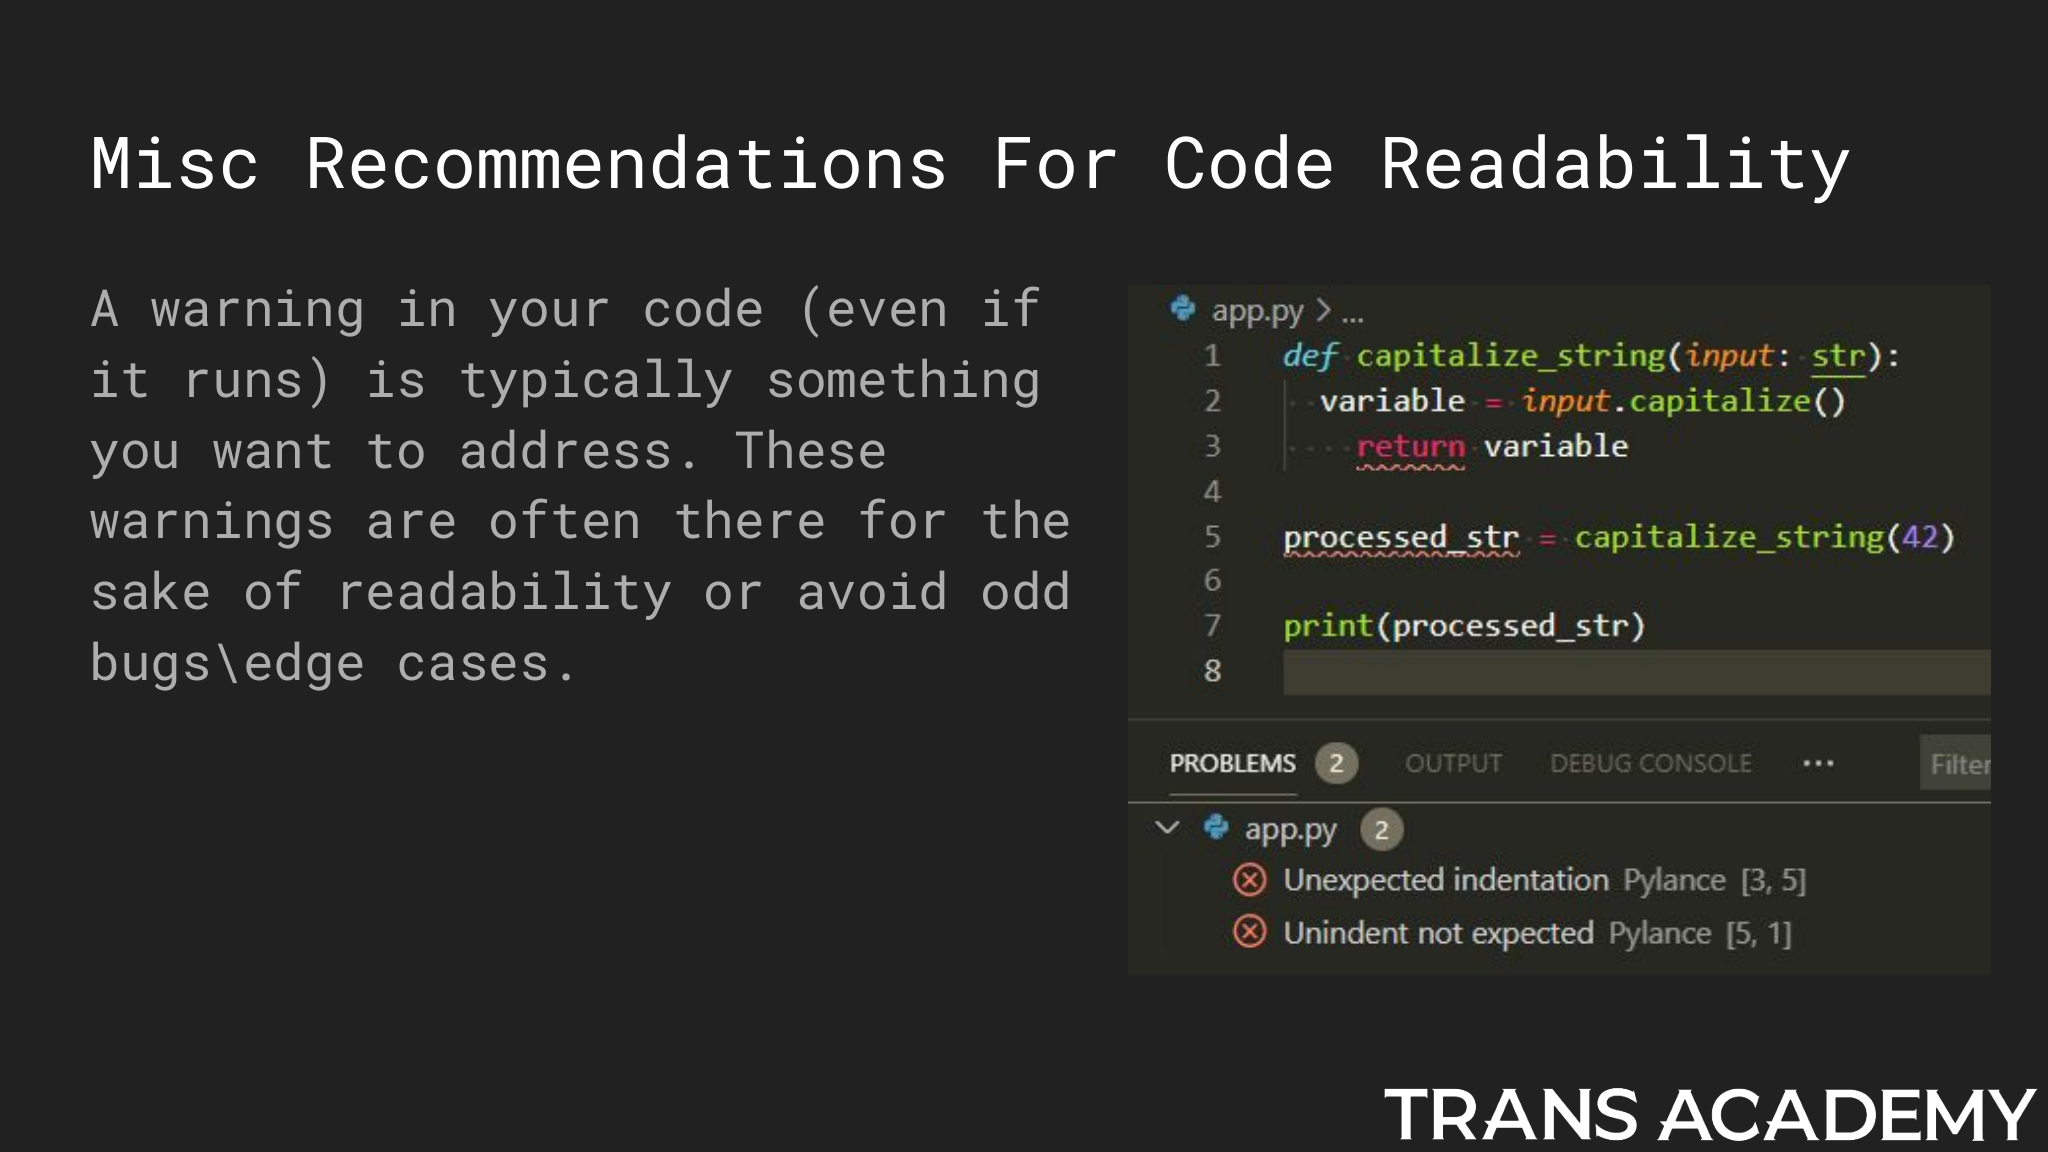 Misc Recommendations For Code Readability
A warning in your code (even if
it runs) is typically something
you want to address. These
warnings are often there for the
sake of readability or avoid odd
bugs\edge cases.
app.py > ...
1 def capitalize_string(input: str):
2 variable = input.capitalize()
3 return variable
4
5 processed_str = capitalize_string(42)
6
7 print(processed_str)
8
PROBLEMS 2 OUTPUT DEBUG CONSOLE ... Filter
app.py 2
Unexpected indentation Pylance [3, 5]
Unindent not expected Pylance [5, 1]
TRANS ACADEMY